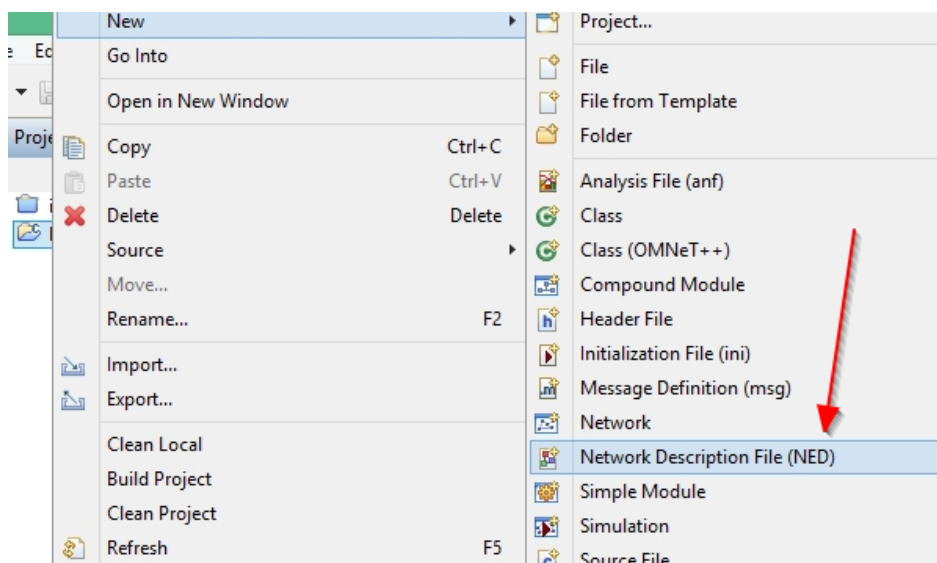 New
Go Into
Open in New Window
Copy Ctrl+C
Paste Ctrl+V
Delete Delete
Source
Move...
Rename... F2
Import...
Export...
Clean Local
Build Project
Clean Project
Refresh F5
Proje
Project...
File
File from Template
Folder
Analysis File (anf)
Class
Class (OMNeT++)
Compound Module
Header File
Initialization File (ini)
Message Definition (msg)
Network
Network Description File (NED)
Simple Module
Simulation
Source File